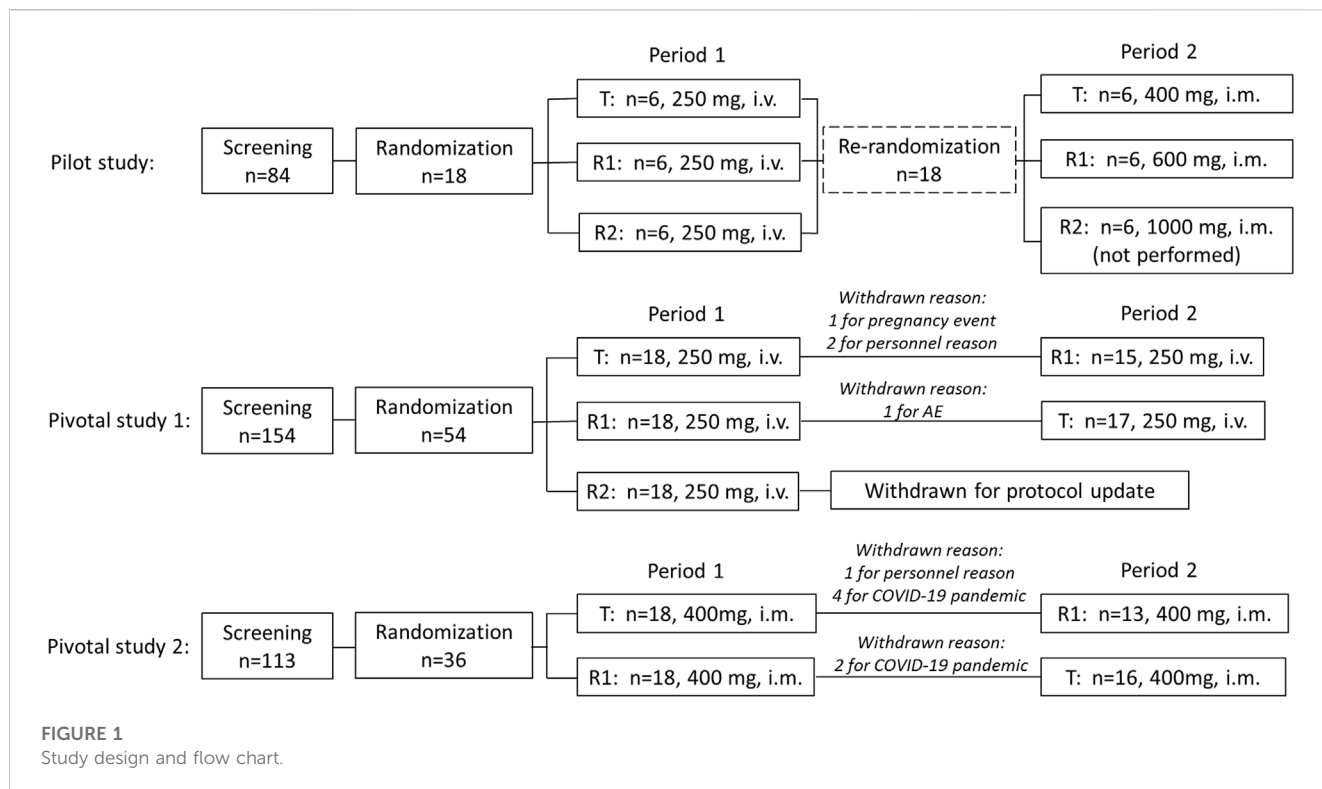 Period 1
Period 2
T: n=6, 250 mg, i.v.
T: n=6, 400 mg, i.m.
Pilot study:
Screening
n=84
Randomization
n=18
R1: n=6, 250 mg, i.v.
Re-randomization
n=18
R1: n=6, 600 mg, i.m.
R2: n=6, 250 mg, i.v.
R2: n=6, 1000 mg, i.m.
(not performed)
Period 1
Withdrawn reason:
1 for pregnancy event
2 for personnel reason
Period 2
T: n=18, 250 mg, i.v.
R1: n=15, 250 mg, i.v.
Pivotal study 1:
Screening
n=154
Randomization
n=54
R1: n=18, 250 mg, i.v.
Withdrawn reason:
1 for AE
T: n=17, 250 mg, i.v.
R2: n=18, 250 mg, i.v.
Withdrawn for protocol update
Period 1
Withdrawn reason:
1 for personnel reason
4 for COVID-19 pandemic
Period 2
T: n=18, 400mg, i.m.
R1: n=13, 400 mg, i.m.
Pivotal study 2:
Screening
n=113
Randomization
n=36
R1: n=18, 400 mg, i.m.
Withdrawn reason:
2 for COVID-19 pandemic
T: n=16, 400mg, i.m.
FIGURE 1
Study design and flow chart.